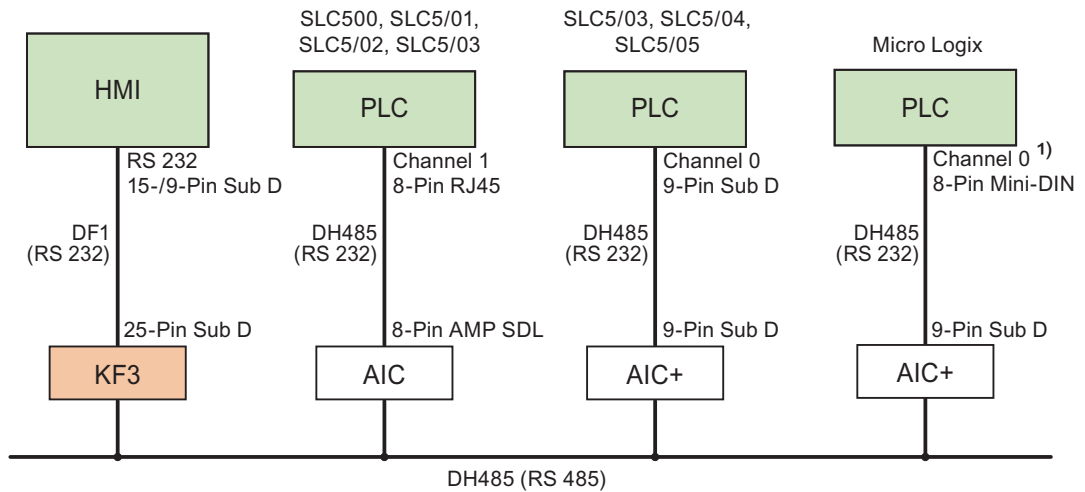 SLC500, SLC5/01,
SLC5/02, SLC5/03
SLC5/03, SLC5/04,
SLC5/05
Micro Logix
HMI
PLC
PLC
PLC
RS 232
15-/9-Pin Sub D
Channel 1
8-Pin RJ45
Channel 0
9-Pin Sub D
Channel 0 1)
8-Pin Mini-DIN
DF1
(RS 232)
DH485
(RS 232)
DH485
(RS 232)
DH485
(RS 232)
25-Pin Sub D
8-Pin AMP SDL
9-Pin Sub D
9-Pin Sub D
KF3
AIC
AIC+
AIC+
DH485 (RS 485)